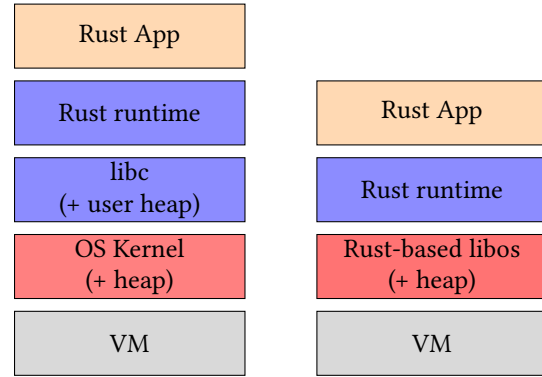 Rust App
Rust runtime
libc
(+ user heap)
OS Kernel
(+ heap)
VM
Rust App
Rust runtime
Rust-based libos
(+ heap)
VM